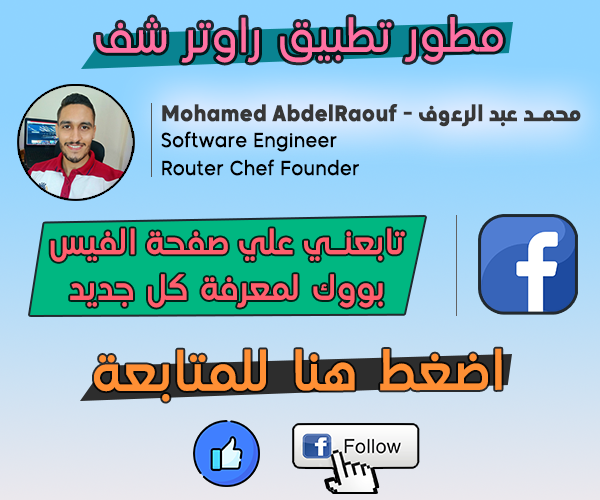 مطور تطبيق راوتر شف
Mohamed AbdelRaouf - محمد عبد الرءوف
Software Engineer
Router Chef Founder
تابعني علي صفحة الفيس
بووك لمعرفة كل جديد
اضغط هنا للمتابعة
Follow